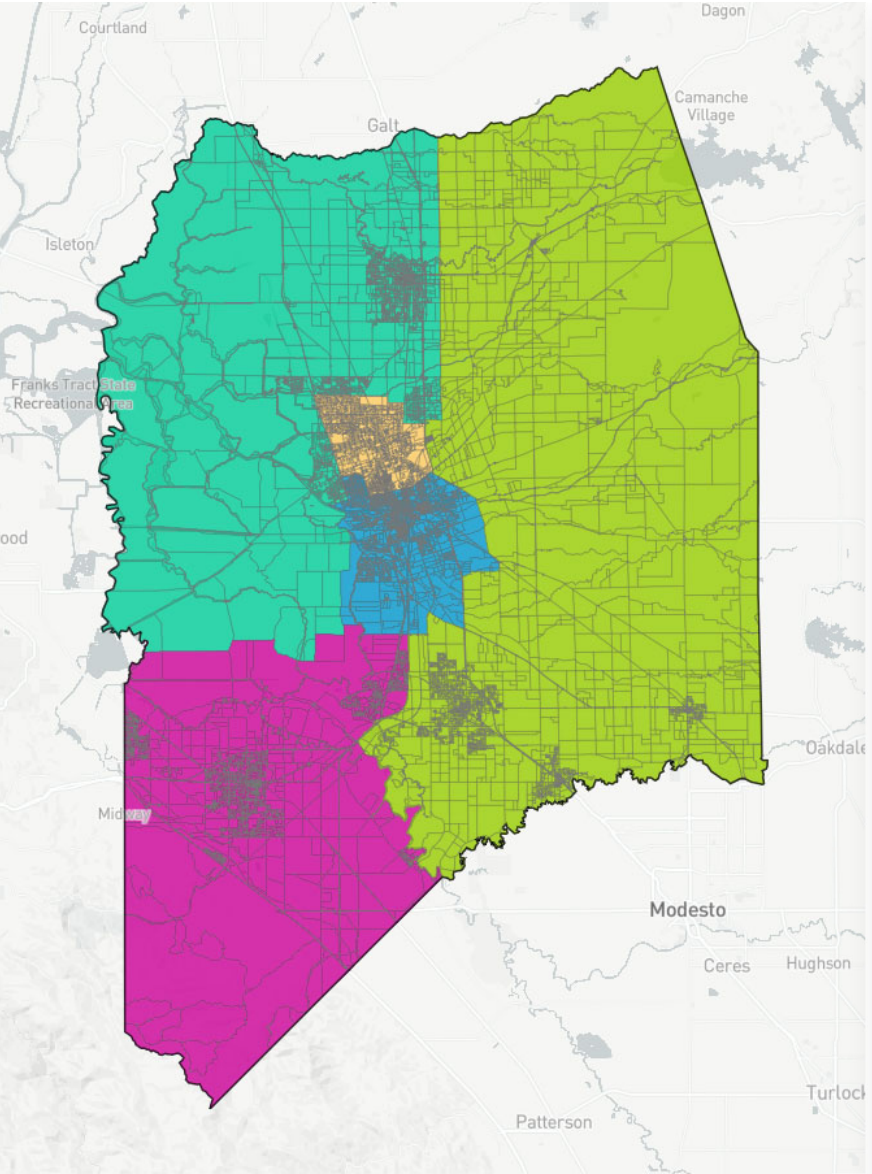 Dagon
Courtland
Camanche
Village
Galt
Isleton
Franks Tract State
Recreational Area
ood
Oakdale
Midway
Modesto
Ceres
Hughson
Turlock
Patterson